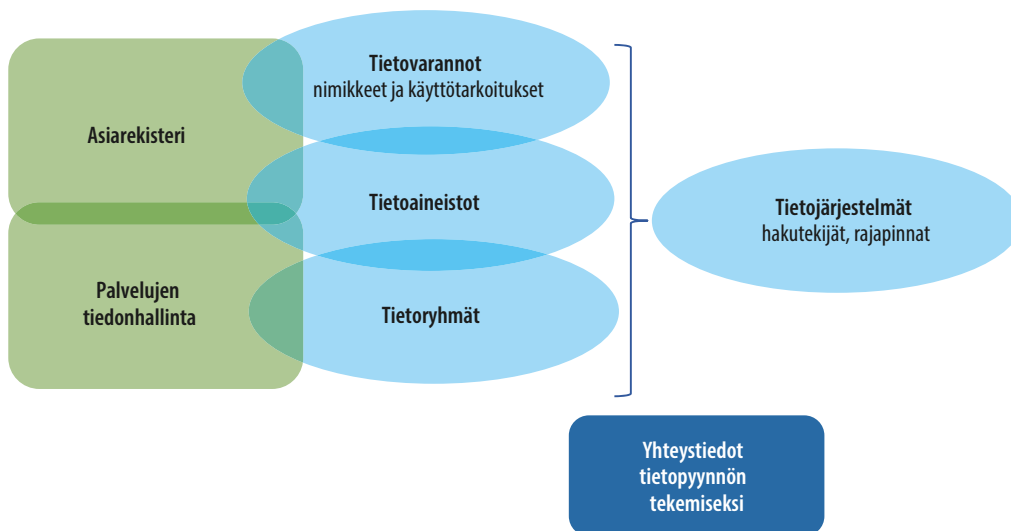 Asiarekisteri
Palvelujen
tiedonhallinta
Tietovarannot
nimikkeet ja käyttötarkoitukset
Tietoaineistot
Tietoryhmät
Tietojärjestelmät
hakutekijät, rajapinnat
Yhteystiedot
tietopyynnön
tekemiseksi